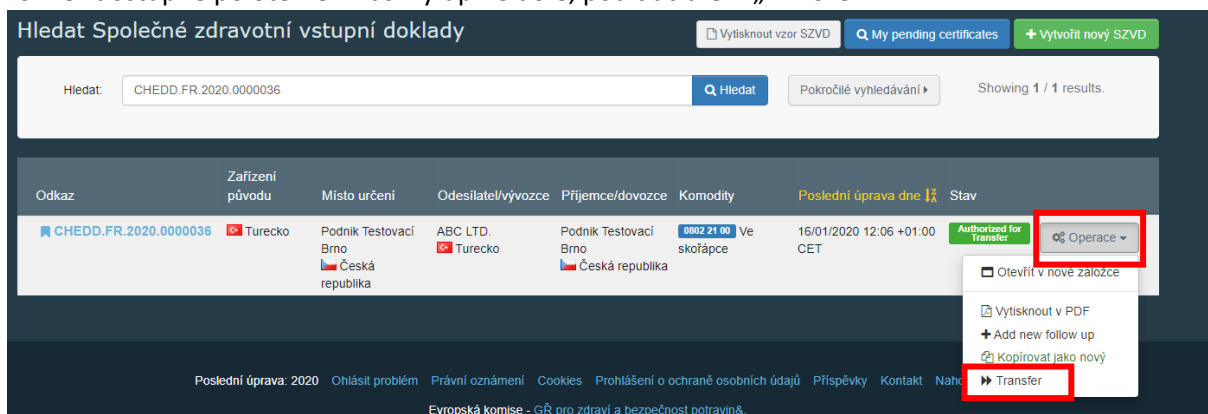 Hledat Společné zdravotní vstupní doklady
Vytisknout vzor SZVD
My pending certificates
+ Vytvořit nový SZVD
Hledat:
CHEDD.FR.2020.0000036
Hledat
Pokročilé vyhledávání
Showing 1 / 1 results.
Odkaz
Zařízení
původu
Místo určení
Odesílatel/vývozce
Příjemce/dovozce
Komodity
Poslední úprava dne
Stav
CHEDD.FR.2020.0000036
Turecko
Podnik Testovací
Brno
Česká
republika
ABC LTD.
Turecko
Podnik Testovací
Brno
Česká republika
0802 21 00 Ve
skořápce
16/01/2020 12:06 +01:00
CET
Authorized for
Transfer
Operace
Otevřít v nové záložce
Vytisknout v PDF
Add new follow up
Kopírovat jako nový
Transfer
Poslední úprava: 2020 Ohlásit problém Právní oznámení Cookies Prohlášení o ochraně osobních údajů Příspěvky Kontakt
Evropská komise - GŘ pro zdraví a bezpečnost potravin&.